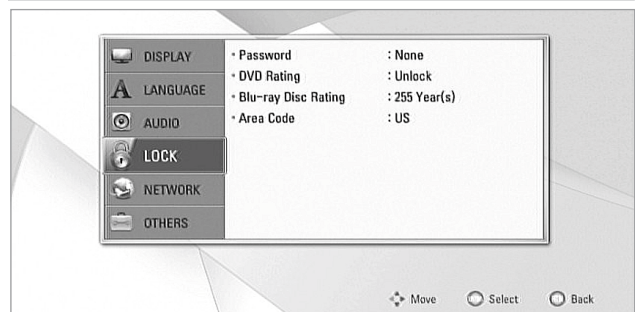 DISPLAY
LANGUAGE
AUDIO
LOCK
NETWORK
OTHERS
• Password : None
• DVD Rating : Unlock
• Blu-ray Disc Rating : 255 Year(s)
• Area Code : US
Move Select Back